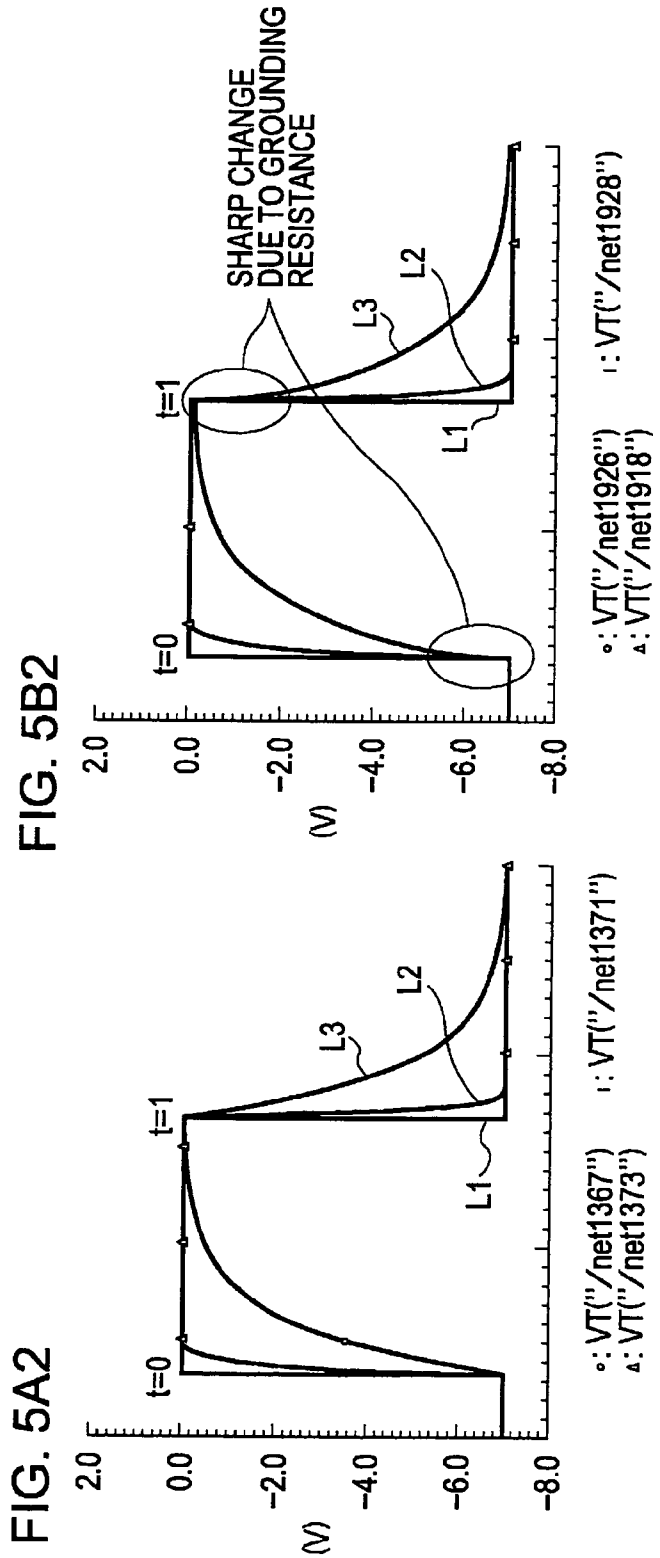 FIG. 5A2
2.0
0.0
-2.0
-4.0
-6.0
-8.0
(V)
t=0
t=1
L1
L2
L3
∘: VT("/net1367")
▵: VT("/net1373")
ı: VT("/net1371")
FIG. 5B2
2.0
0.0
-2.0
-4.0
-6.0
-8.0
(V)
t=0
t=1
SHARP CHANGE
DUE TO GROUNDING
RESISTANCE
L1
L2
L3
∘: VT("/net1926")
▵: VT("/net1918")
ı: VT("/net1928")